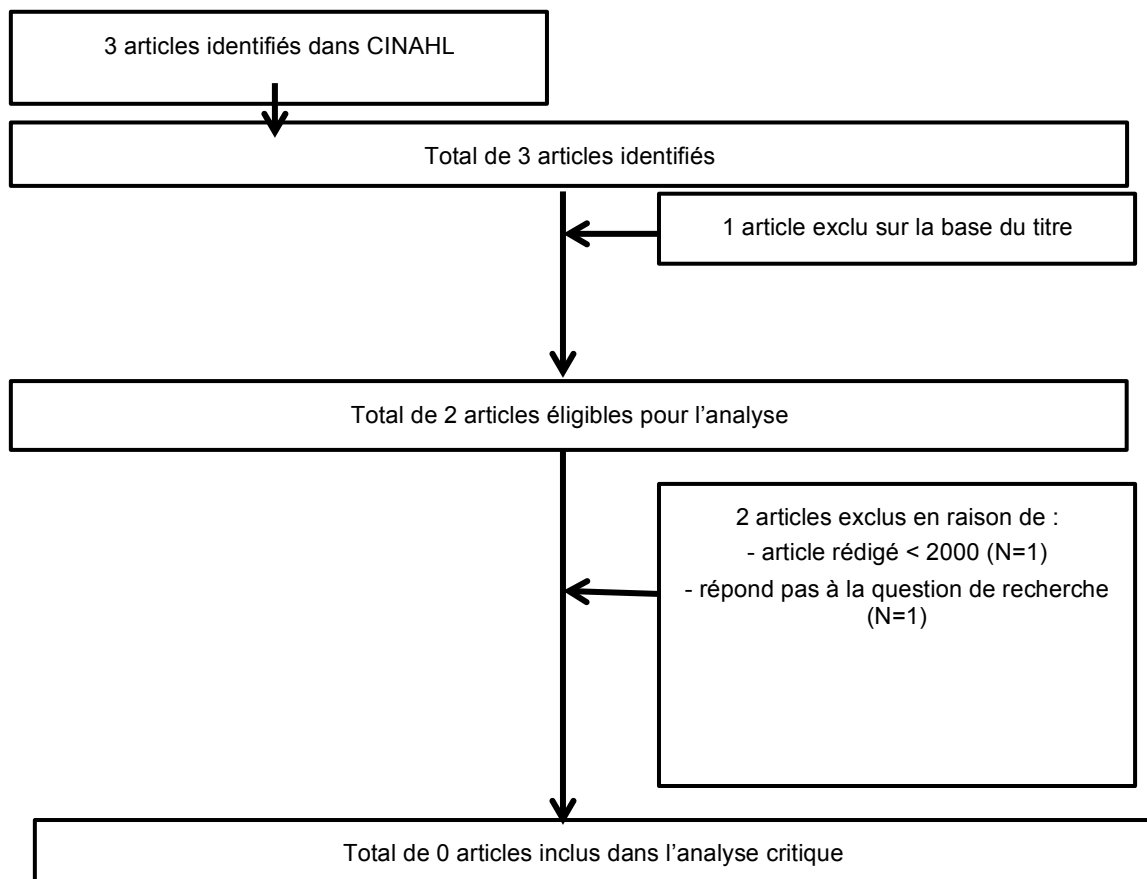 3 articles identifiés dans CINAHL
Total de 3 articles identifiés
1 article exclu sur la base du titre
Total de 2 articles éligibles pour l’analyse
2 articles exclus en raison de :
- article rédigé < 2000 (N=1)
- répond pas à la question de recherche
(N=1)
Total de 0 articles inclus dans l’analyse critique